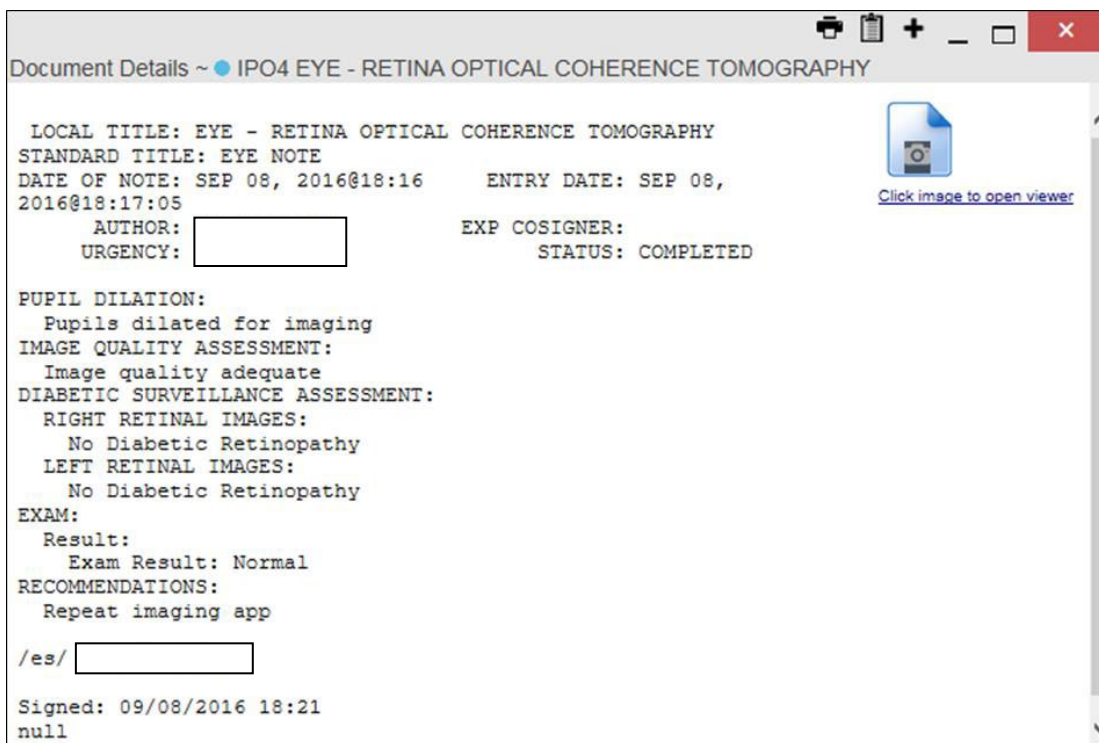 Document Details ~ IPO4 EYE - RETINA OPTICAL COHERENCE TOMOGRAPHY
LOCAL TITLE: EYE - RETINA OPTICAL COHERENCE TOMOGRAPHY
Click image to open viewer
STANDARD TITLE: EYE NOTE
DATE OF NOTE: SEP 08, 2016@18:16 ENTRY DATE: SEP 08,
2016@18:17:05
AUTHOR: EXP COSIGNER:
URGENCY: STATUS: COMPLETED
PUPIL DILATION:
Pupils dilated for imaging
IMAGE QUALITY ASSESSMENT:
Image quality adequate
DIABETIC SURVEILLANCE ASSESSMENT:
RIGHT RETINAL IMAGES:
No Diabetic Retinopathy
LEFT RETINAL IMAGES:
No Diabetic Retinopathy
EXAM:
Result:
Exam Result: Normal
RECOMMENDATIONS:
Repeat imaging app
/es/
Signed: 09/08/2016 18:21
null